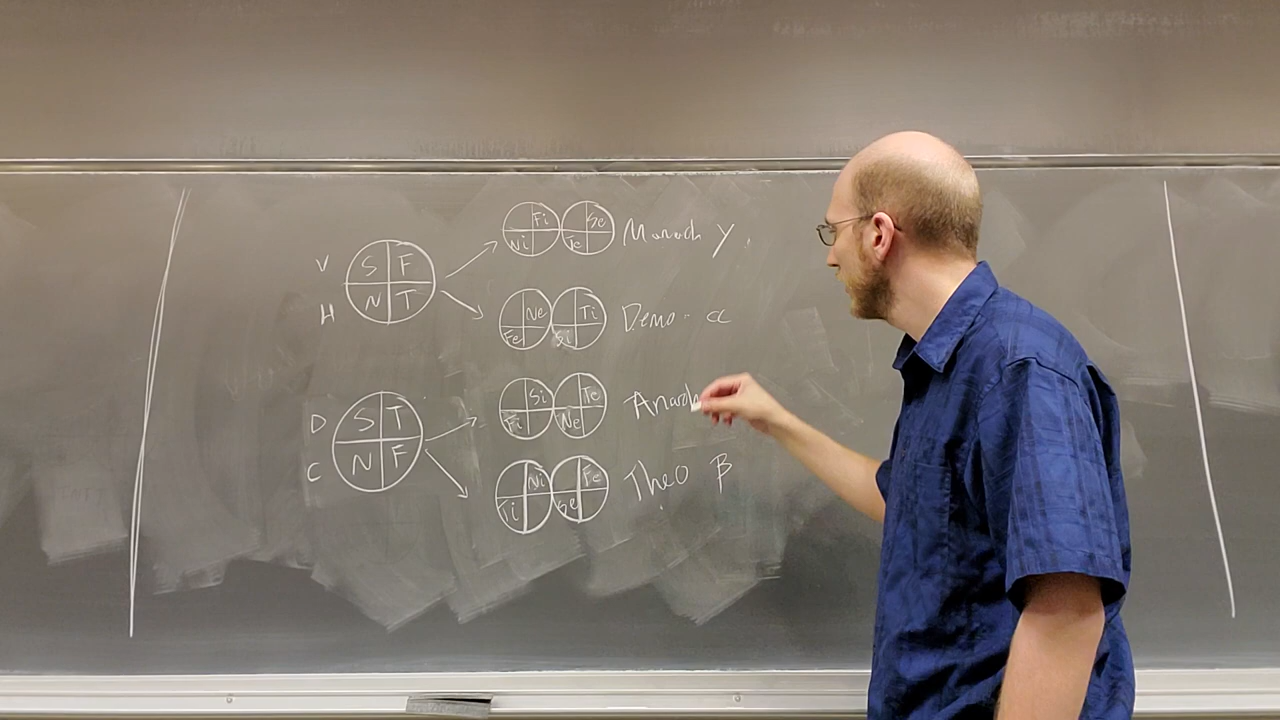 Fi Se
Ni Te Monarch γ
V S F
H N T
Ne Ti Demo α
Fe Si
Si Te Anarch
Fi Ne
D S T
C N F
Ni Fe Theo β
Ti Se